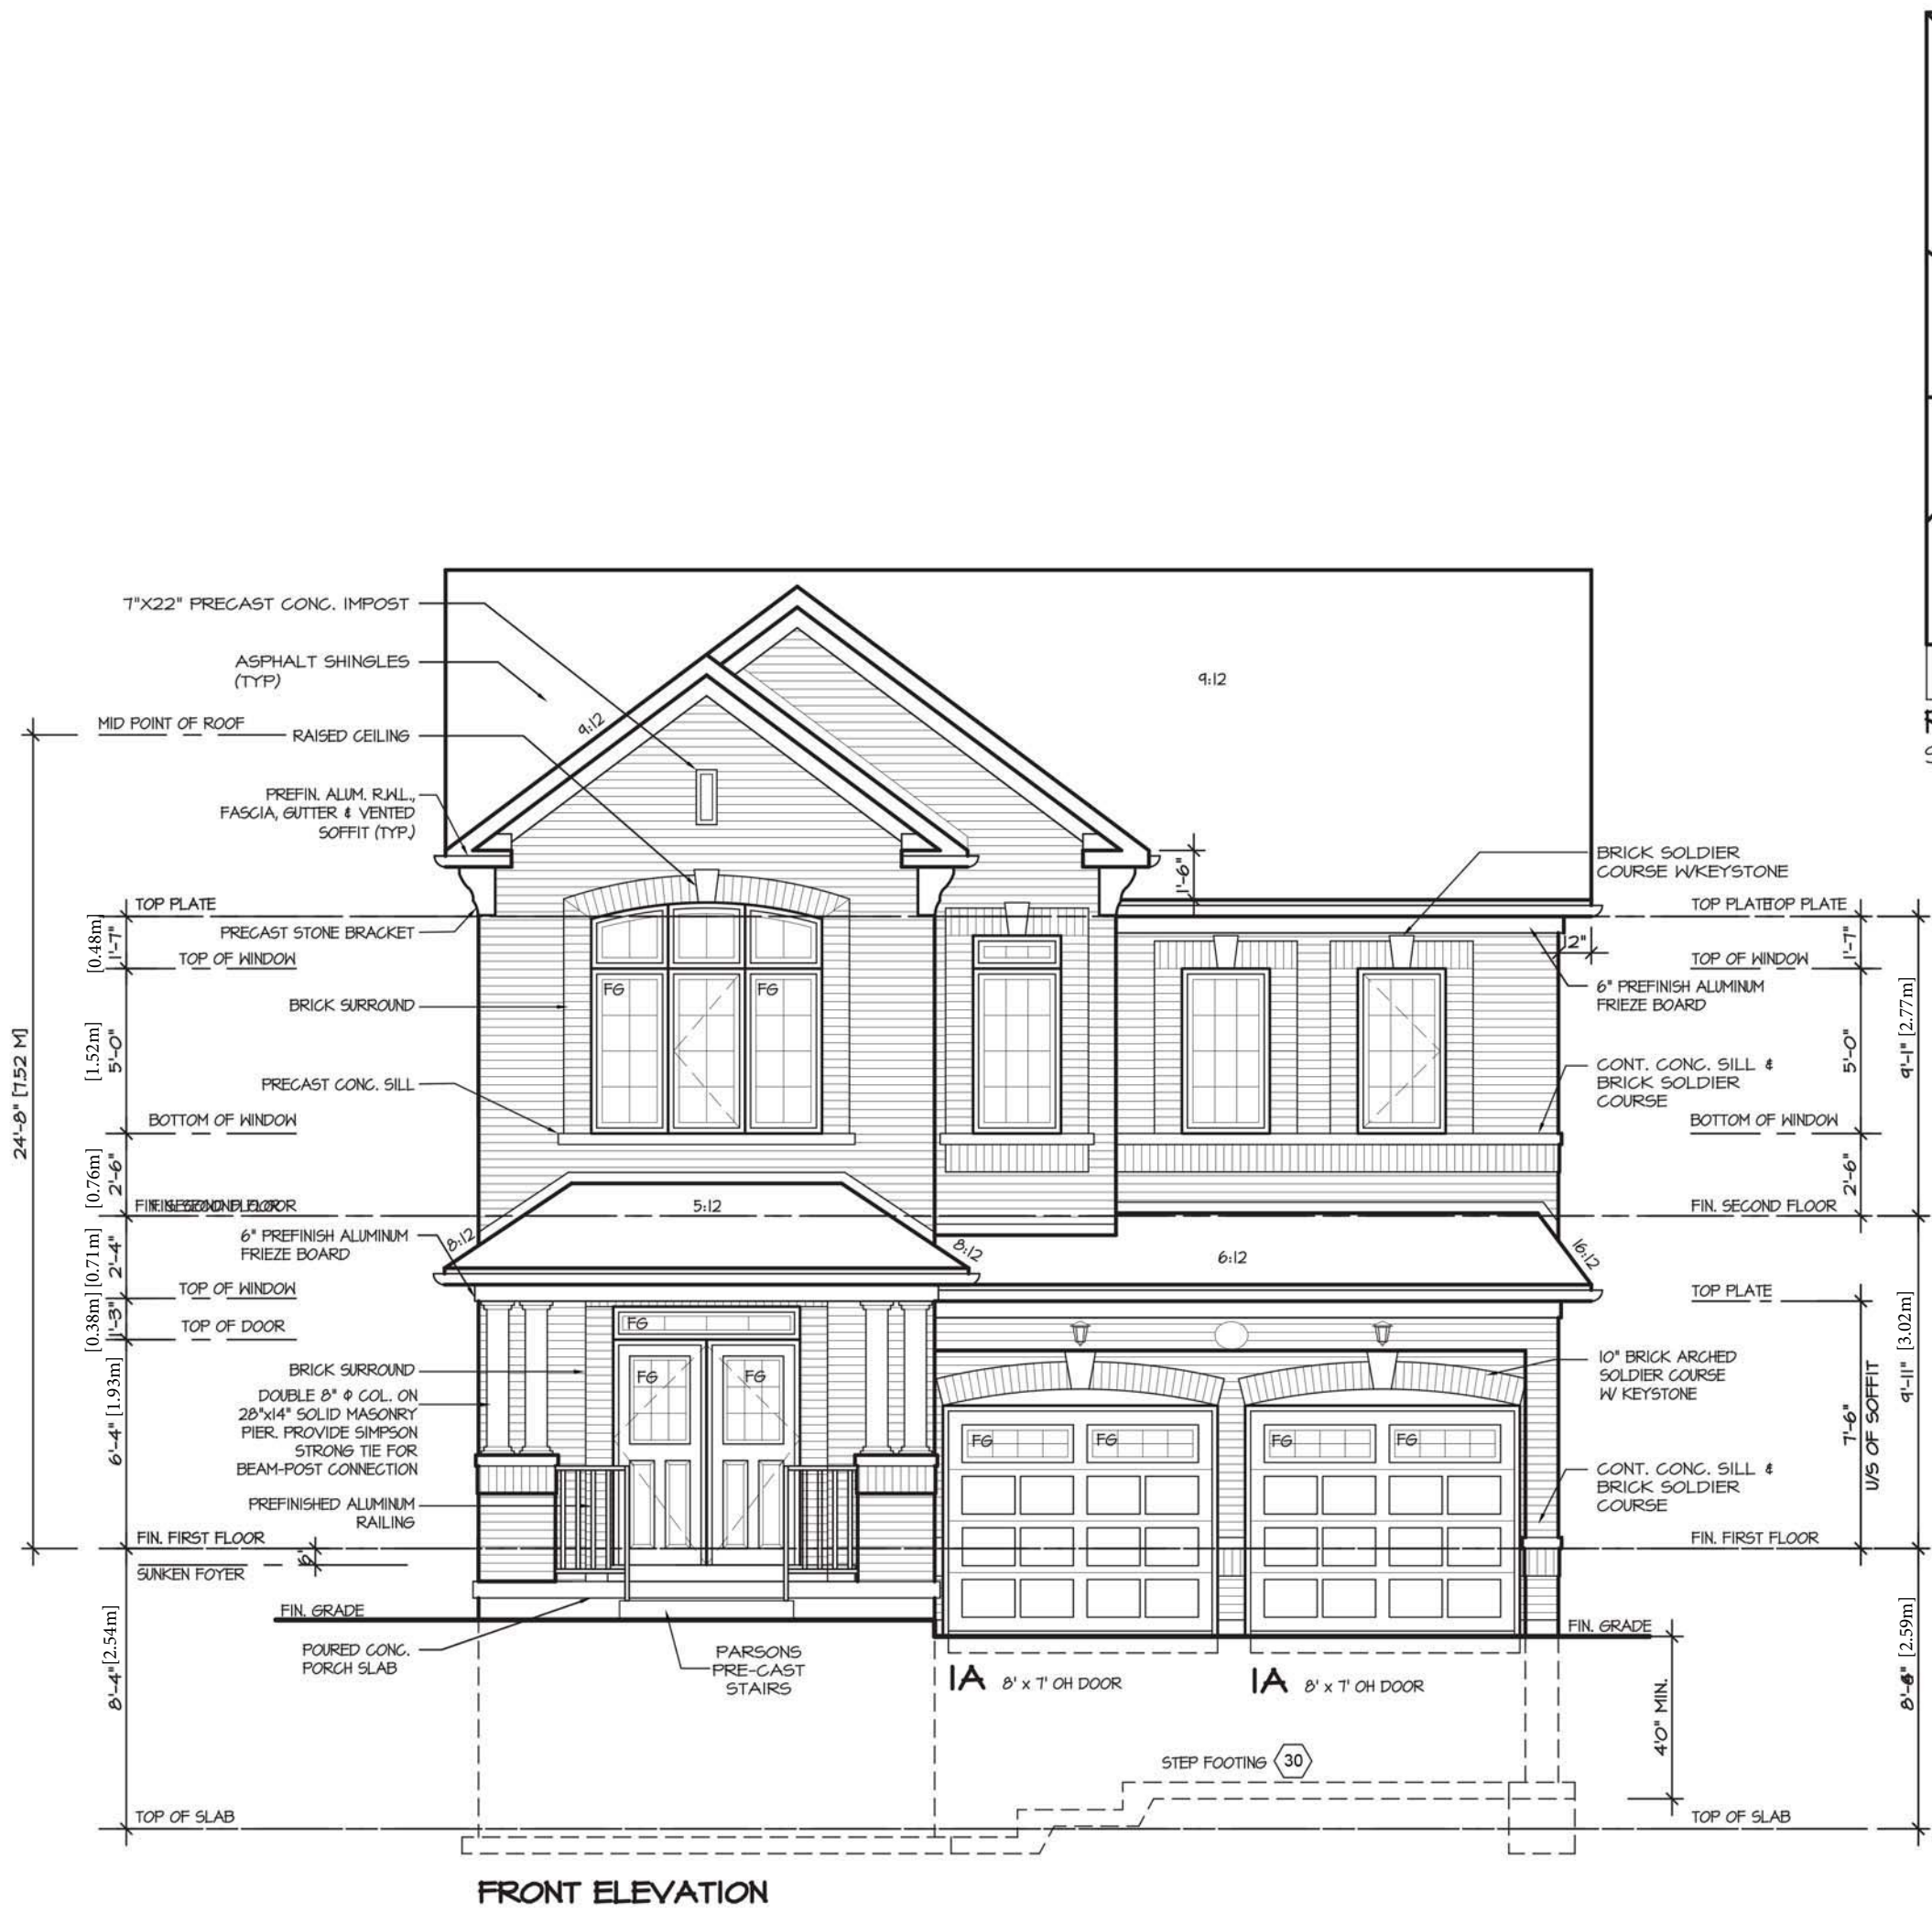 7"X22" PRECAST CONC. IMPOST
ASPHALT SHINGLES
(TYP)
MID POINT OF ROOF
RAISED CEILING
PREFIN. ALUM. R.W.L.,
FASCIA, GUTTER & VENTED
SOFFIT (TYP.)
TOP PLATE
PRECAST STONE BRACKET
TOP OF WINDOW
BRICK SURROUND
PRECAST CONC. SILL
BOTTOM OF WINDOW
6" PREFINISH ALUMINUM
FRIEZE BOARD
TOP OF WINDOW
TOP OF DOOR
BRICK SURROUND
DOUBLE 8" Φ COL. ON
28"x14" SOLID MASONRY
PIER. PROVIDE SIMPSON
STRONG TIE FOR
BEAM-POST CONNECTION
PREFINISHED ALUMINUM
RAILING
FIN. FIRST FLOOR
SUNKEN FOYER
FIN. GRADE
POURED CONC.
PORCH SLAB
TOP OF SLAB
24'-8" [7.52 M]
1'-7" [0.48m]
5'-0" [1.52m]
2'-6" [0.76m]
2'-4" [0.71m]
1'-3" [0.38m]
6'-4" [1.93m]
8'-4" [2.54m]
6"
9:12
9:12
1'-6"
12"
FG
FG
5:12
8:12
8:12
6:12
16:12
FG
FG
FG
FG
FG
FG
FG
PARSONS
PRE-CAST
STAIRS
1A 8' x 7' OH DOOR
1A 8' x 7' OH DOOR
STEP FOOTING 30
BRICK SOLDIER
COURSE W/KEYSTONE
TOP PLATE TOP PLATE
TOP OF WINDOW
6" PREFINISH ALUMINUM
FRIEZE BOARD
CONT. CONC. SILL &
BRICK SOLDIER
COURSE
BOTTOM OF WINDOW
FIN. SECOND FLOOR
TOP PLATE
10" BRICK ARCHED
SOLDIER COURSE
W/ KEYSTONE
CONT. CONC. SILL &
BRICK SOLDIER
COURSE
FIN. FIRST FLOOR
FIN. GRADE
TOP OF SLAB
1'-7"
5'-0"
2'-6"
7'-6"
U/S OF SOFFIT
4'0" MIN.
9'-1" [2.77m]
9'-11" [3.02m]
[2.59m]
FRONT ELEVATION